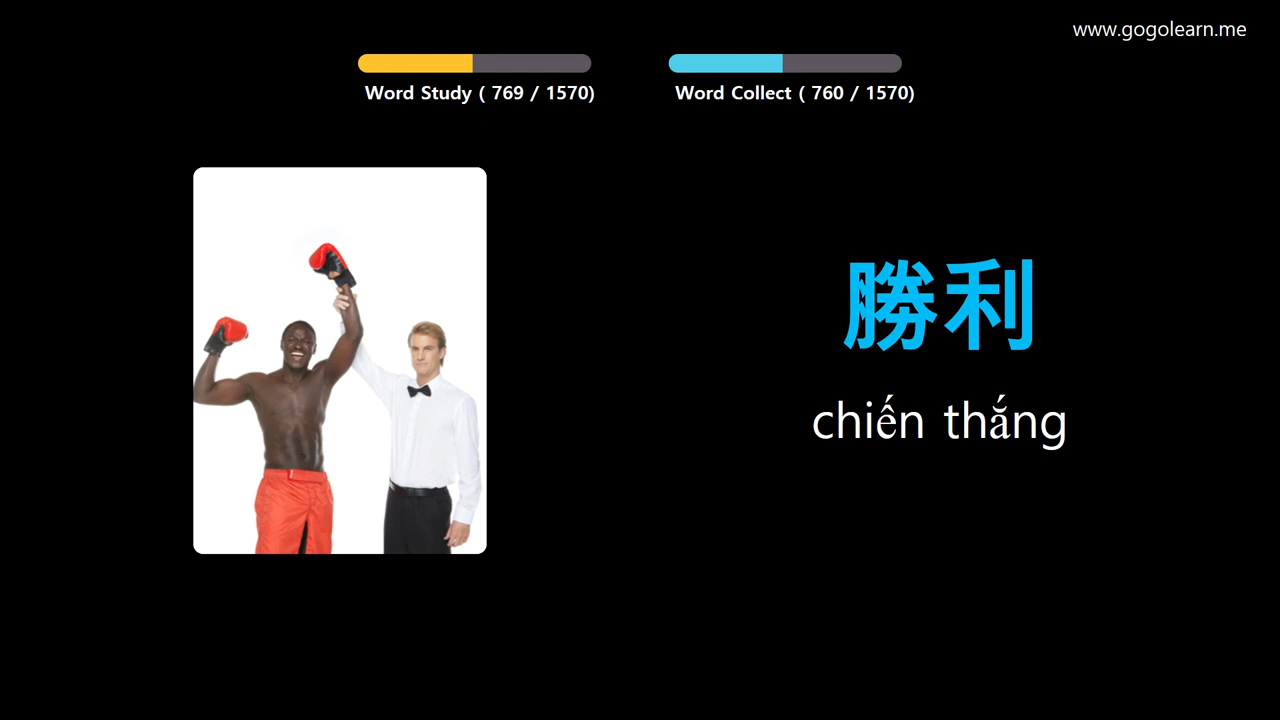 www.gogolearn.me
Word Study ( 769 / 1570)
Word Collect ( 760 / 1570)
勝利
chiến thắng